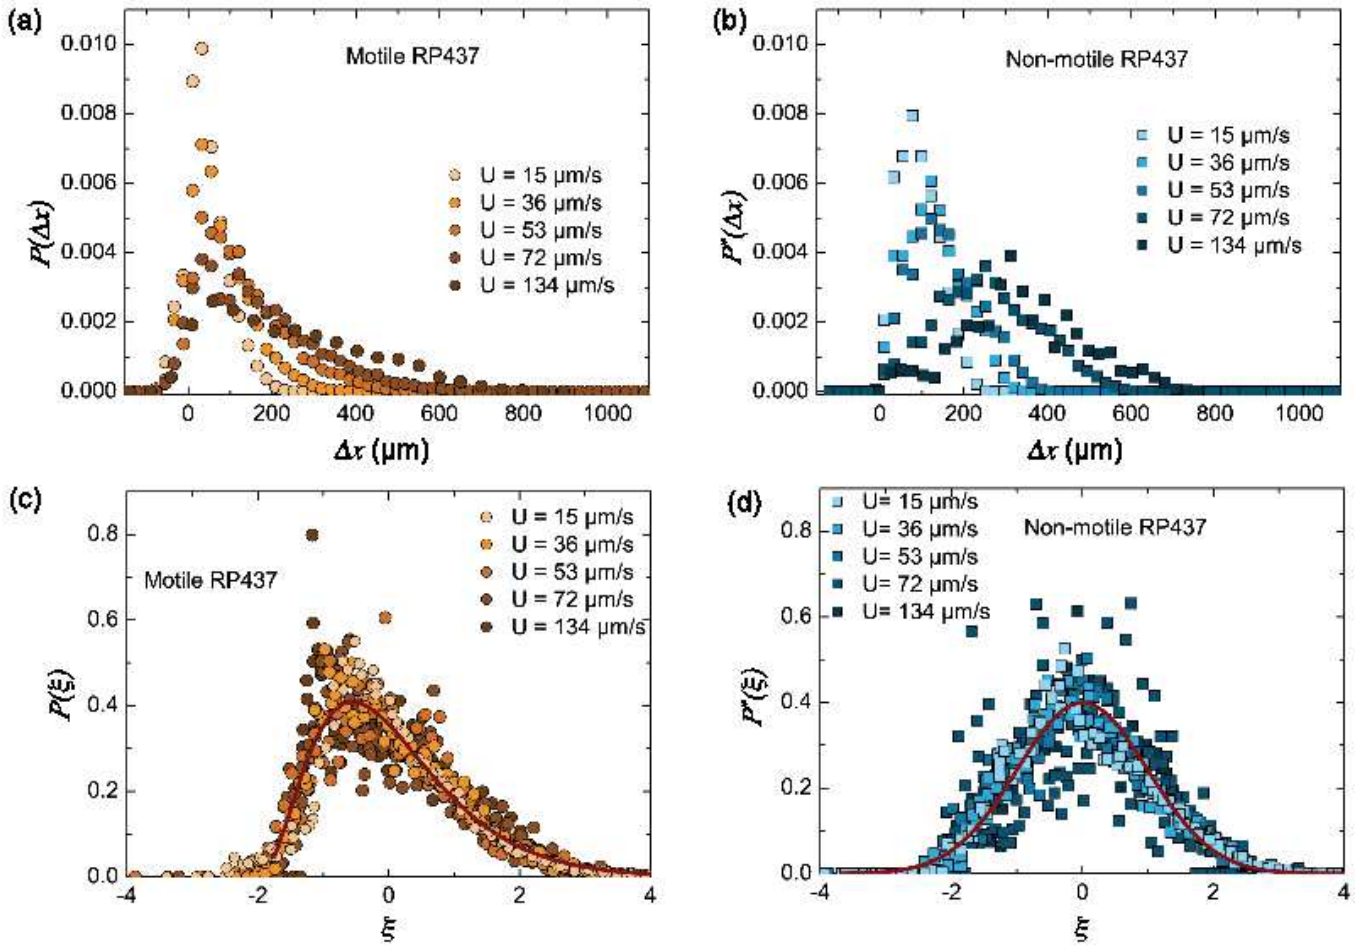 (a)
Motile RP437
U = 15 μm/s
U = 36 μm/s
U = 53 μm/s
U = 72 μm/s
U = 134 μm/s
P(Δx)
0.010
0.008
0.006
0.004
0.002
0.000
0
200
400
600
800
1000
Δx (μm)
(b)
Non-motile RP437
U = 15 μm/s
U = 36 μm/s
U = 53 μm/s
U = 72 μm/s
U = 134 μm/s
P*(Δx)
0.010
0.008
0.006
0.004
0.002
0.000
0
200
400
600
800
1000
Δx (μm)
(c)
Motile RP437
U = 15 μm/s
U = 36 μm/s
U = 53 μm/s
U = 72 μm/s
U = 134 μm/s
P(ξ)
0.8
0.6
0.4
0.2
0.0
-4
-2
0
2
4
ξ
(d)
Non-motile RP437
U= 15 μm/s
U= 36 μm/s
U= 53 μm/s
U= 72 μm/s
U= 134 μm/s
P*(ξ)
0.8
0.6
0.4
0.2
0.0
-4
-2
0
2
4
ξ